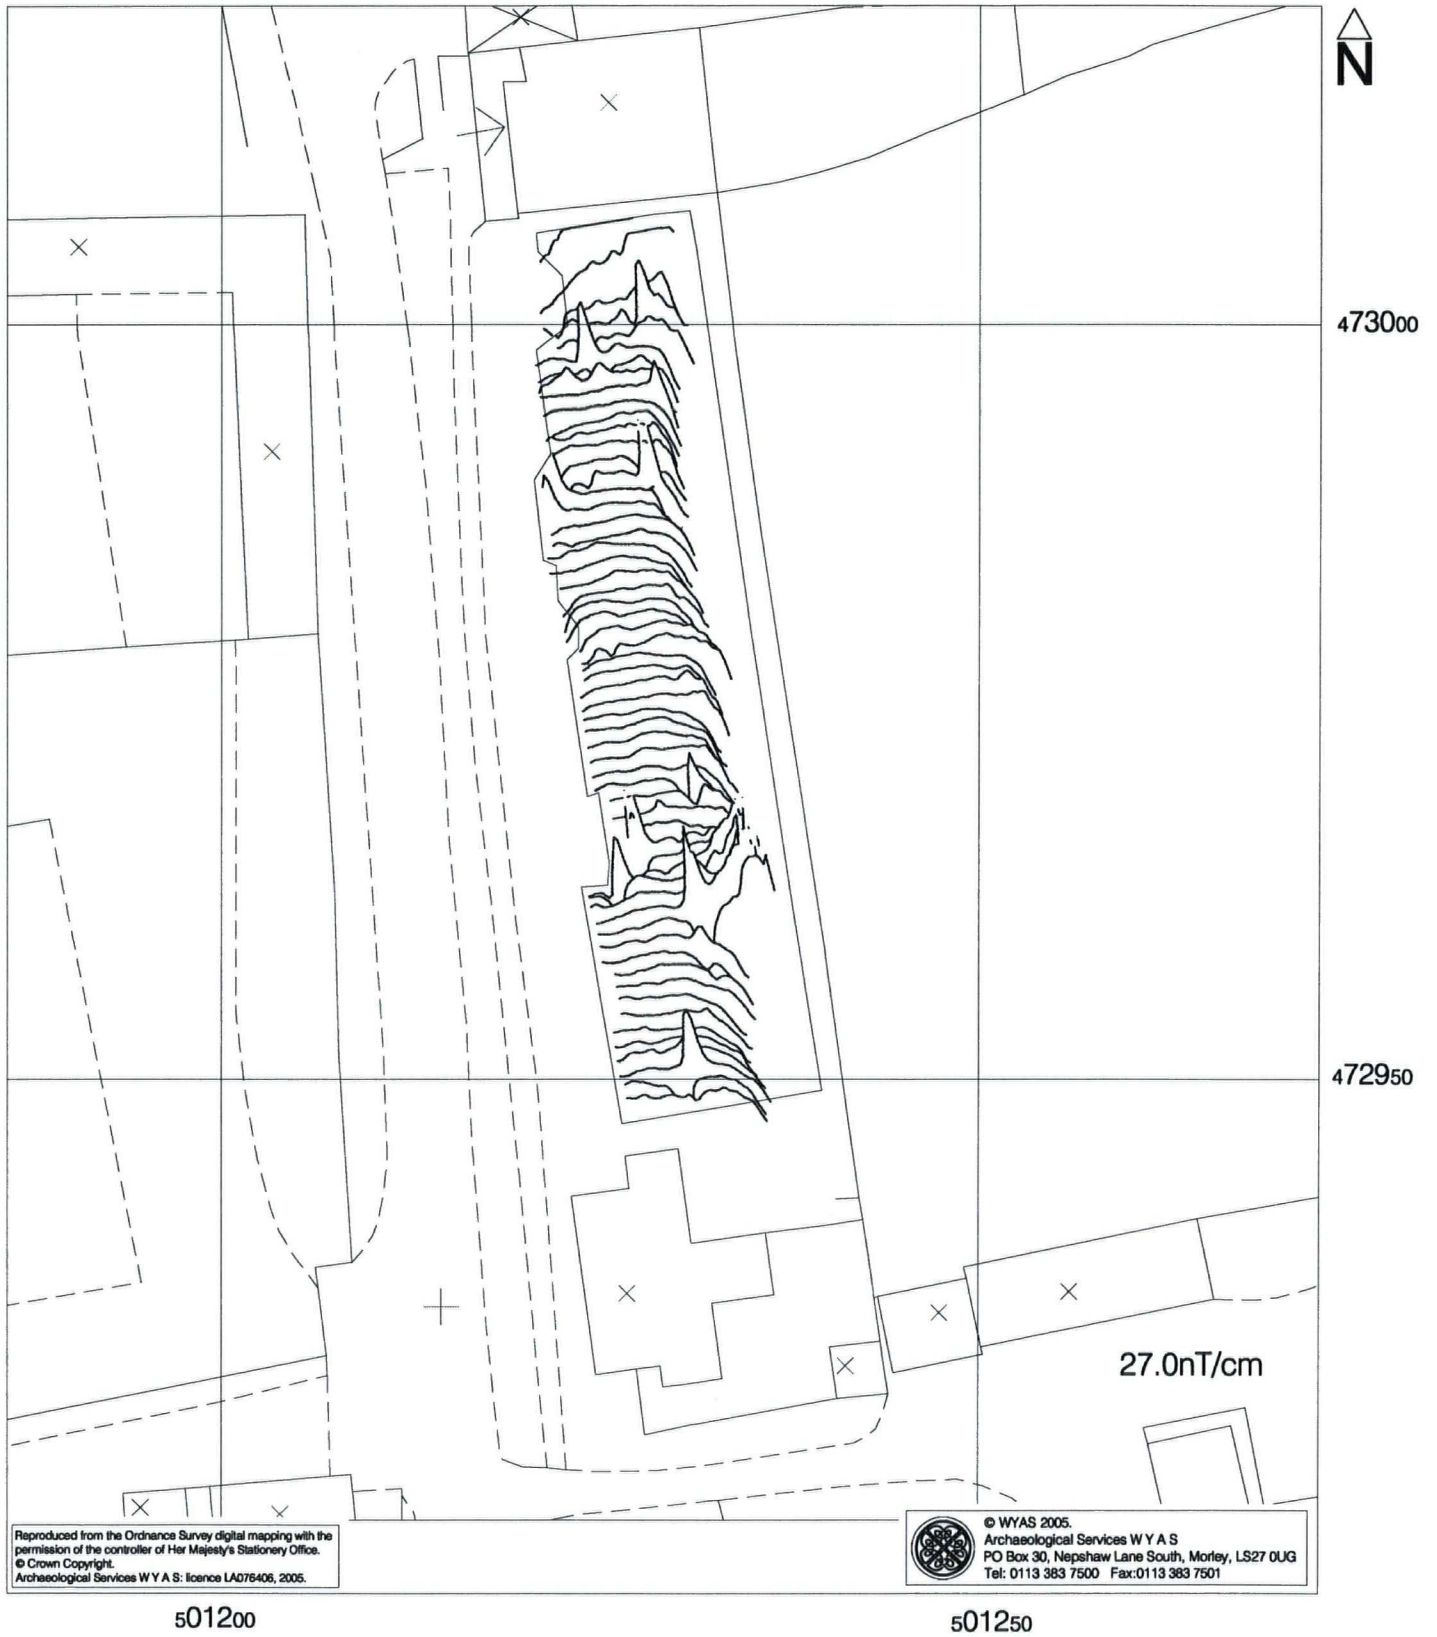 N
473000
472950
27.0nT/cm
Reproduced from the Ordnance Survey digital mapping with the
permission of the controller of Her Majesty's Stationery Office.
© Crown Copyright.
Archaeological Services W Y A S: licence LA076406, 2005.
© WYAS 2005.
Archaeological Services W Y A S
PO Box 30, Nepshaw Lane South, Morley, LS27 0UG
Tel: 0113 383 7500 Fax:0113 383 7501
501200
501250